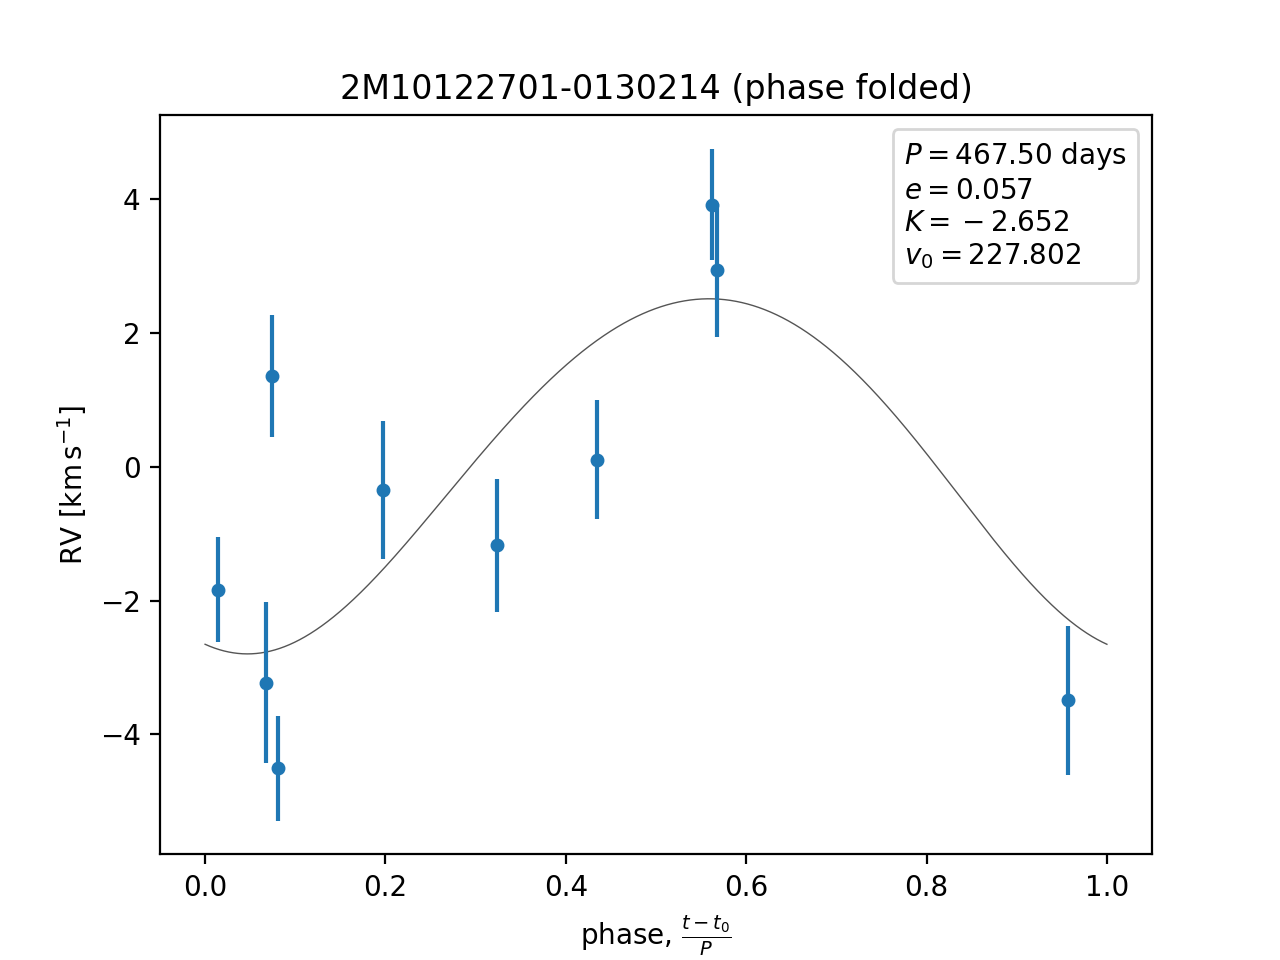 2M10122701-0130214 (phase folded)
P = 467.50 days
e = 0.057
K = −2.652
v₀ = 227.802
RV [km s⁻¹]
4
2
0
−2
−4
0.0 0.2 0.4 0.6 0.8 1.0
phase, (t − t₀)/P